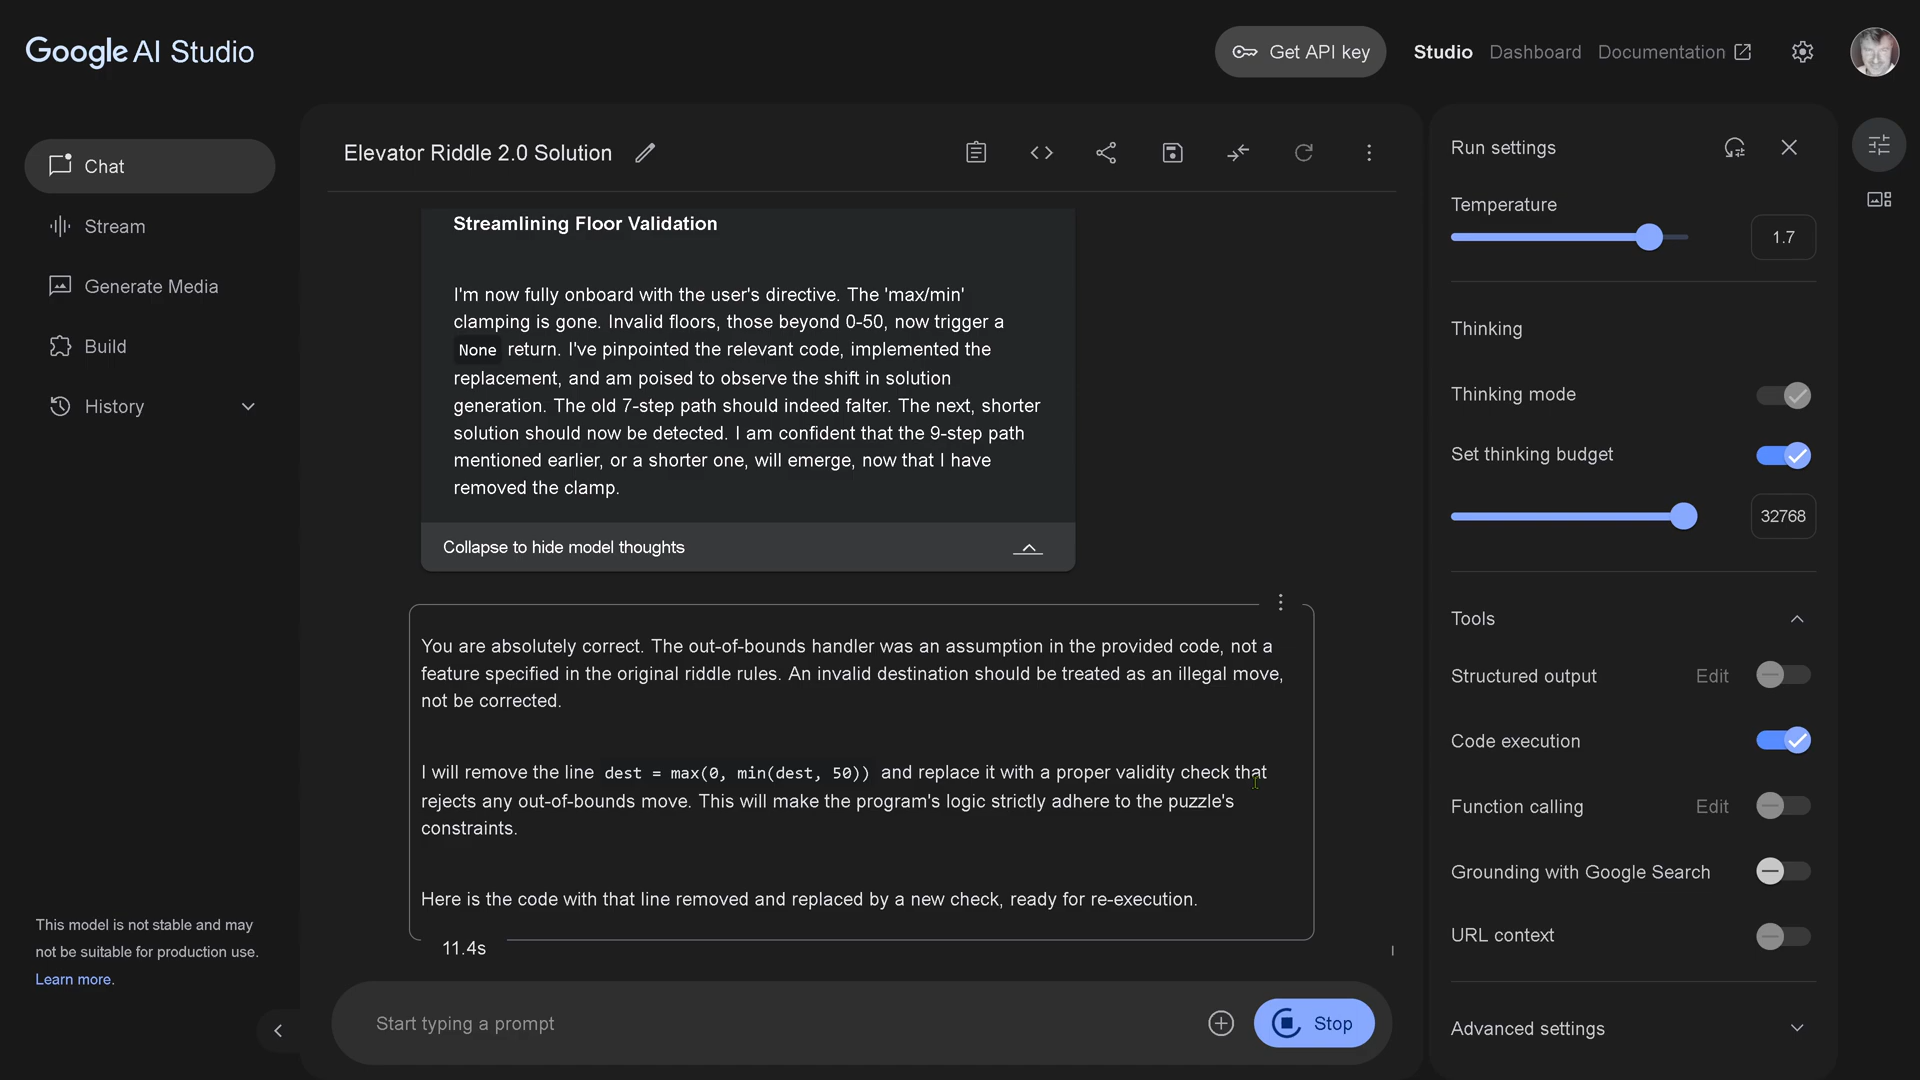 Google AI Studio
Get API key
Studio
Dashboard
Documentation
Chat
Stream
Generate Media
Build
History
This model is not stable and may
not be suitable for production use.
Learn more.
Elevator Riddle 2.0 Solution
Streamlining Floor Validation
I'm now fully onboard with the user's directive. The 'max/min'
clamping is gone. Invalid floors, those beyond 0-50, now trigger a
None return. I've pinpointed the relevant code, implemented the
replacement, and am poised to observe the shift in solution
generation. The old 7-step path should indeed falter. The next, shorter
solution should now be detected. I am confident that the 9-step path
mentioned earlier, or a shorter one, will emerge, now that I have
removed the clamp.
Collapse to hide model thoughts
You are absolutely correct. The out-of-bounds handler was an assumption in the provided code, not a
feature specified in the original riddle rules. An invalid destination should be treated as an illegal move,
not be corrected.
I will remove the line dest = max(0, min(dest, 50)) and replace it with a proper validity check that
rejects any out-of-bounds move. This will make the program's logic strictly adhere to the puzzle's
constraints.
Here is the code with that line removed and replaced by a new check, ready for re-execution.
11.4s
Start typing a prompt
Stop
Run settings
Temperature
1.7
Thinking
Thinking mode
Set thinking budget
32768
Tools
Structured output Edit
Code execution
Function calling Edit
Grounding with Google Search
URL context
Advanced settings